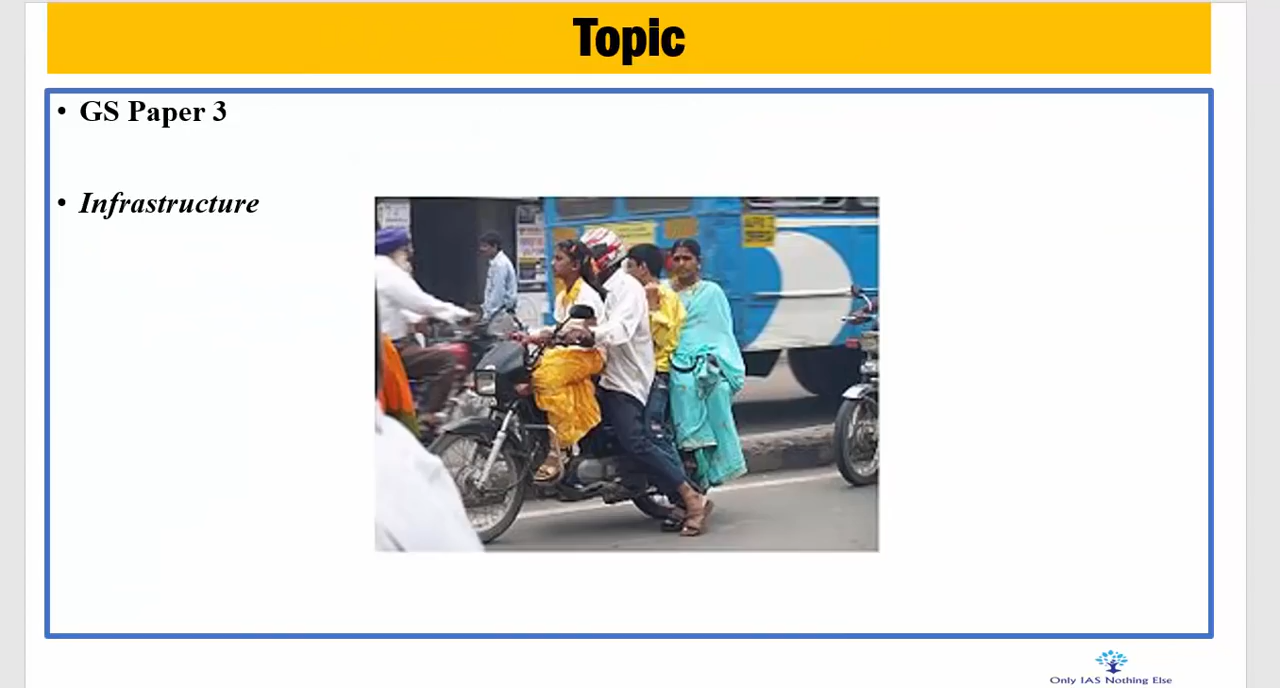 Topic
• GS Paper 3
• Infrastructure
Only IAS Nothing Else